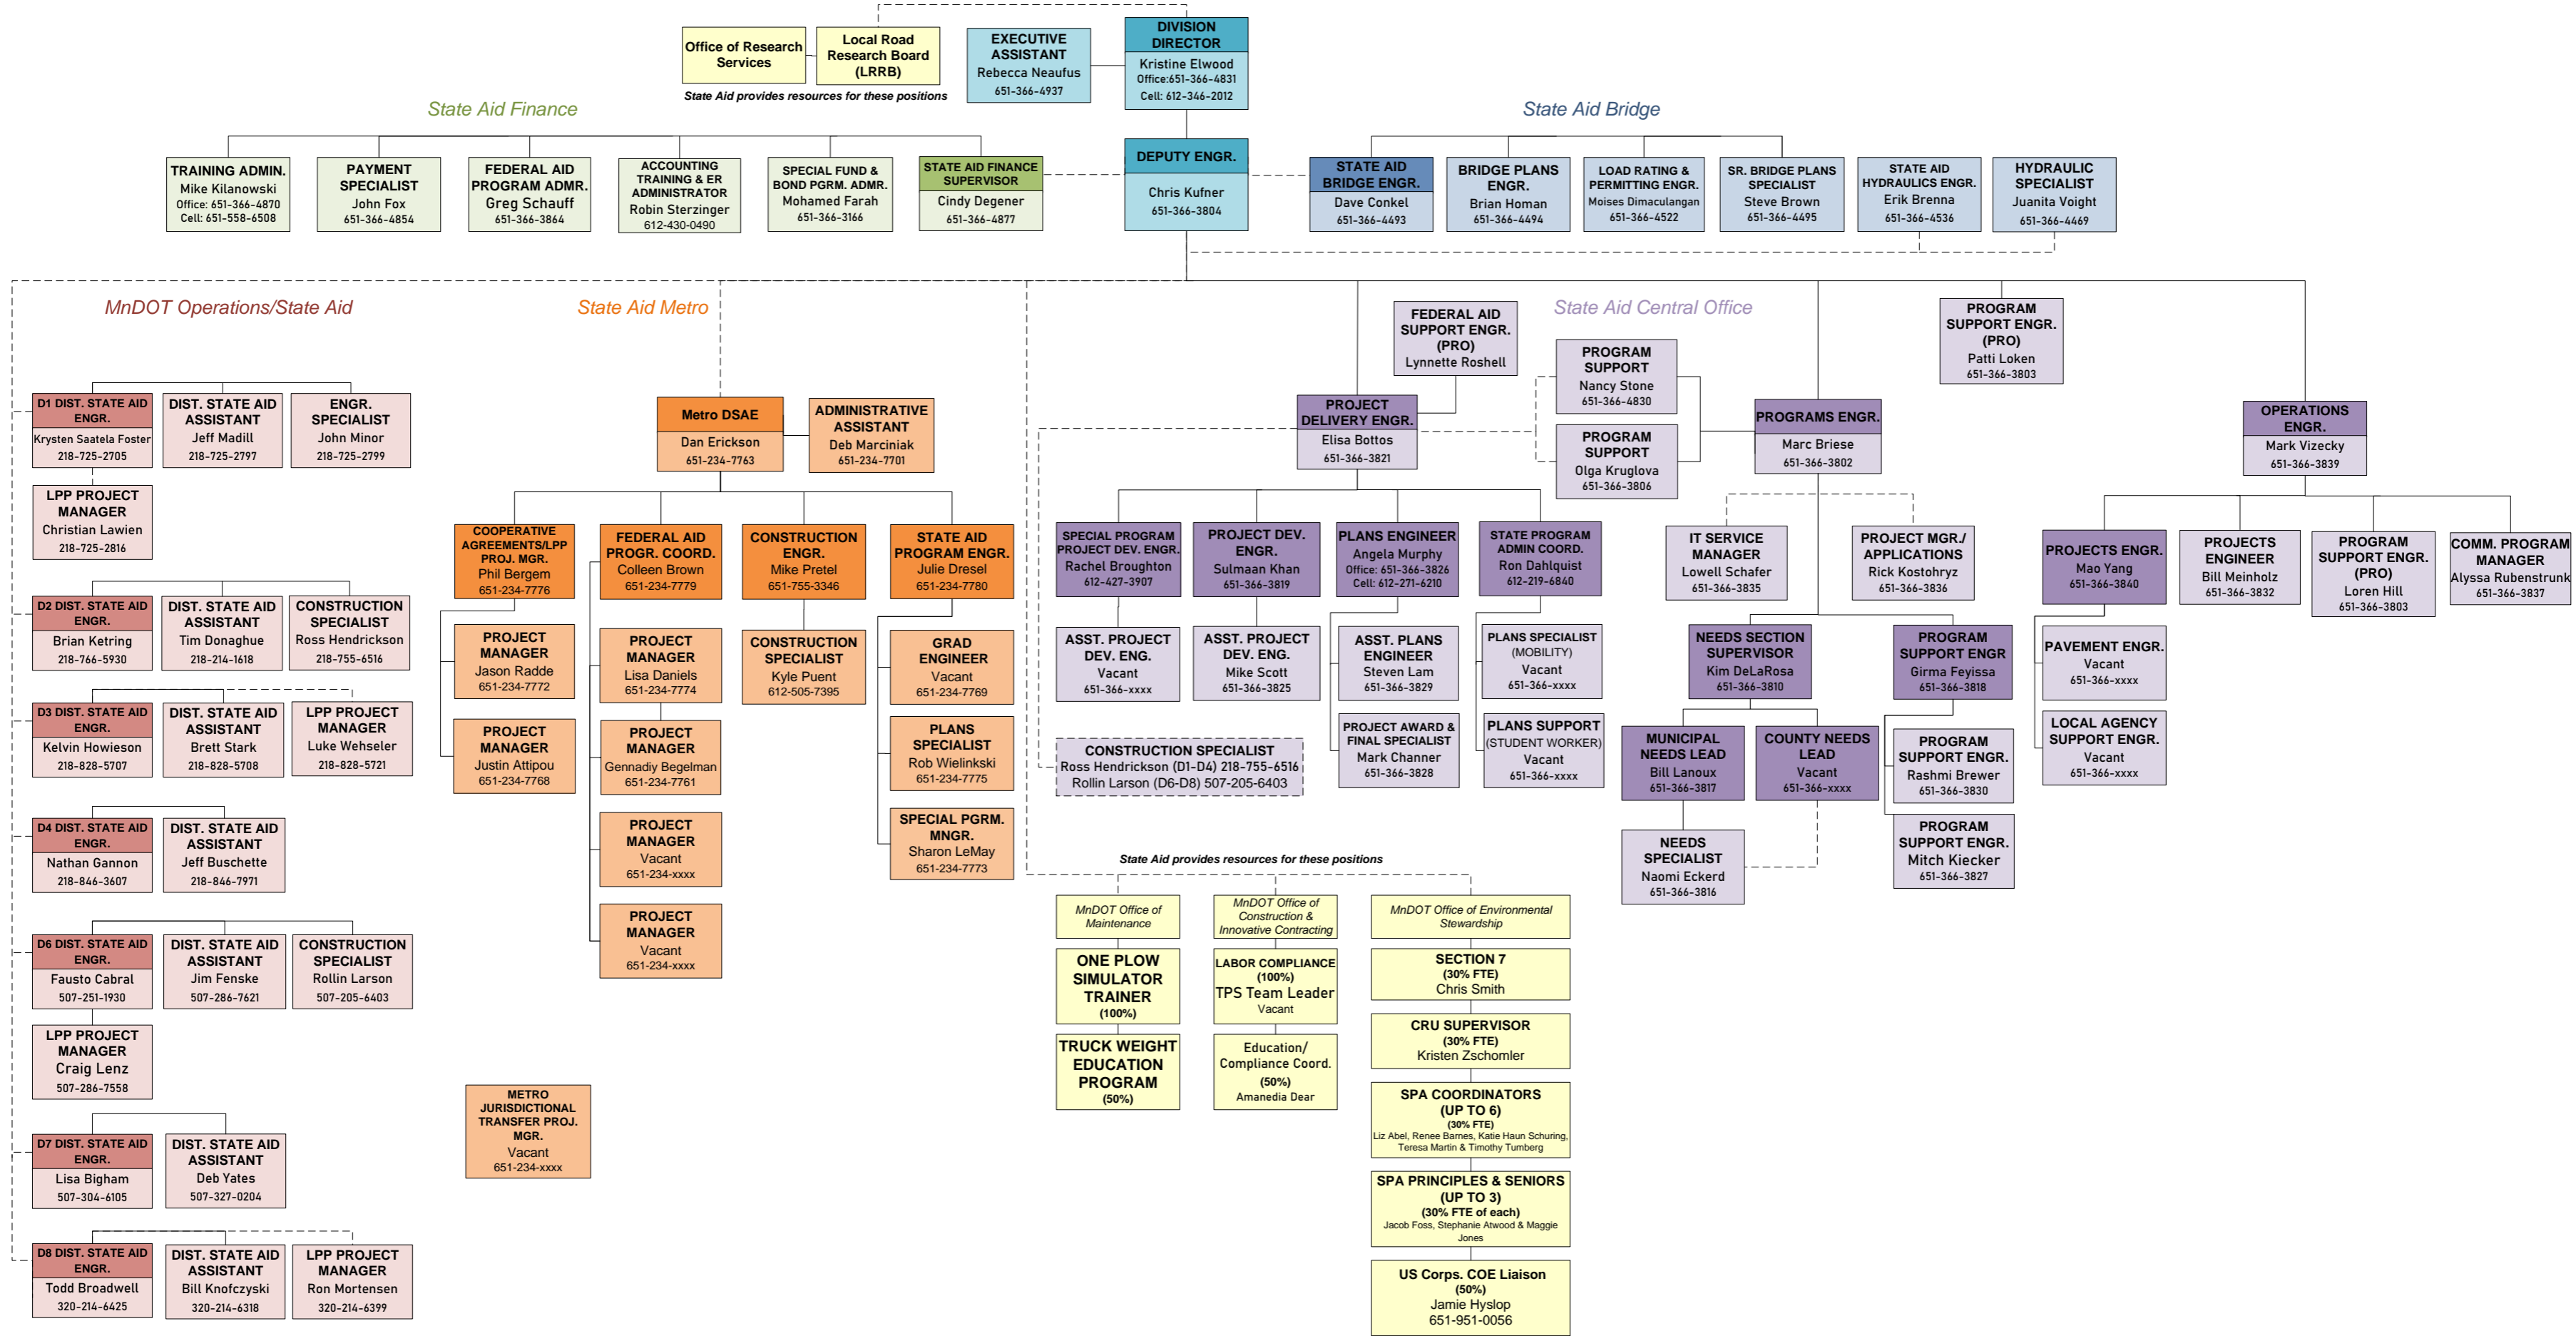 Office of Research
Services
Local Road
Research Board
(LRRB)
State Aid provides resources for these positions
EXECUTIVE
ASSISTANT
Rebecca Neaufus
651-366-4937
DIVISION
DIRECTOR
Kristine Elwood
Office:651-366-4831
Cell: 612-346-2012
State Aid Finance
State Aid Bridge
TRAINING ADMIN.
Mike Kilanowski
Office: 651-366-4870
Cell: 651-558-6508
PAYMENT
SPECIALIST
John Fox
651-366-4854
FEDERAL AID
PROGRAM ADMR.
Greg Schauff
651-366-3864
ACCOUNTING
TRAINING & ER
ADMINISTRATOR
Robin Sterzinger
612-430-0490
SPECIAL FUND &
BOND PGRM. ADMR.
Mohamed Farah
651-366-3166
STATE AID FINANCE
SUPERVISOR
Cindy Degener
651-366-4877
DEPUTY ENGR.
Chris Kufner
651-366-3804
STATE AID
BRIDGE ENGR.
Dave Conkel
651-366-4493
BRIDGE PLANS
ENGR.
Brian Homan
651-366-4494
LOAD RATING &
PERMITTING ENGR.
Moises Dimaculangan
651-366-4522
SR. BRIDGE PLANS
SPECIALIST
Steve Brown
651-366-4495
STATE AID
HYDRAULICS ENGR.
Erik Brenna
651-366-4536
HYDRAULIC
SPECIALIST
Juanita Voight
651-366-4469
MnDOT Operations/State Aid
State Aid Metro
State Aid Central Office
D1 DIST. STATE AID
ENGR.
Krysten Saatela Foster
218-725-2705
DIST. STATE AID
ASSISTANT
Jeff Madill
218-725-2797
ENGR.
SPECIALIST
John Minor
218-725-2799
LPP PROJECT
MANAGER
Christian Lawien
218-725-2816
D2 DIST. STATE AID
ENGR.
Brian Ketring
218-766-5930
DIST. STATE AID
ASSISTANT
Tim Donaghue
218-214-1618
CONSTRUCTION
SPECIALIST
Ross Hendrickson
218-755-6516
D3 DIST. STATE AID
ENGR.
Kelvin Howieson
218-828-5707
DIST. STATE AID
ASSISTANT
Brett Stark
218-828-5708
LPP PROJECT
MANAGER
Luke Wehseler
218-828-5721
D4 DIST. STATE AID
ENGR.
Nathan Gannon
218-846-3607
DIST. STATE AID
ASSISTANT
Jeff Buschette
218-846-7971
D6 DIST. STATE AID
ENGR.
Fausto Cabral
507-251-1930
DIST. STATE AID
ASSISTANT
Jim Fenske
507-286-7621
CONSTRUCTION
SPECIALIST
Rollin Larson
507-205-6403
LPP PROJECT
MANAGER
Craig Lenz
507-286-7558
D7 DIST. STATE AID
ENGR.
Lisa Bigham
507-304-6105
DIST. STATE AID
ASSISTANT
Deb Yates
507-327-0204
D8 DIST. STATE AID
ENGR.
Todd Broadwell
320-214-6425
DIST. STATE AID
ASSISTANT
Bill Knofczyski
320-214-6318
LPP PROJECT
MANAGER
Ron Mortensen
320-214-6399
Metro DSAE
Dan Erickson
651-234-7763
ADMINISTRATIVE
ASSISTANT
Deb Marciniak
651-234-7701
COOPERATIVE
AGREEMENTS/LPP
PROJ. MGR.
Phil Bergem
651-234-7776
FEDERAL AID
PROGR. COORD.
Colleen Brown
651-234-7779
CONSTRUCTION
ENGR.
Mike Pretel
651-755-3346
STATE AID
PROGRAM ENGR.
Julie Dresel
651-234-7780
PROJECT
MANAGER
Jason Radde
651-234-7772
PROJECT
MANAGER
Justin Attipou
651-234-7768
PROJECT
MANAGER
Lisa Daniels
651-234-7774
PROJECT
MANAGER
Gennadiy Begelman
651-234-7761
PROJECT
MANAGER
Vacant
651-234-xxxx
PROJECT
MANAGER
Vacant
651-234-xxxx
CONSTRUCTION
SPECIALIST
Kyle Puent
612-505-7395
GRAD
ENGINEER
Vacant
651-234-7769
PLANS
SPECIALIST
Rob Wielinkski
651-234-7775
SPECIAL PGRM.
MNGR.
Sharon LeMay
651-234-7773
METRO
JURISDICTIONAL
TRANSFER PROJ.
MGR.
Vacant
651-234-xxxx
FEDERAL AID
SUPPORT ENGR.
(PRO)
Lynnette Roshell
PROJECT
DELIVERY ENGR.
Elisa Bottos
651-366-3821
PROGRAM
SUPPORT
Nancy Stone
651-366-4830
PROGRAM
SUPPORT
Olga Kruglova
651-366-3806
PROGRAMS ENGR.
Marc Briese
651-366-3802
PROGRAM
SUPPORT ENGR.
(PRO)
Patti Loken
651-366-3803
OPERATIONS
ENGR.
Mark Vizecky
651-366-3839
SPECIAL PROGRAM
PROJECT DEV. ENGR.
Rachel Broughton
612-427-3907
PROJECT DEV.
ENGR.
Sulmaan Khan
651-366-3819
PLANS ENGINEER
Angela Murphy
Office: 651-366-3826
Cell: 612-271-6210
STATE PROGRAM
ADMIN COORD.
Ron Dahlquist
612-219-6840
ASST. PROJECT
DEV. ENG.
Vacant
651-366-xxxx
ASST. PROJECT
DEV. ENG.
Mike Scott
651-366-3825
ASST. PLANS
ENGINEER
Steven Lam
651-366-3829
PLANS SPECIALIST
(MOBILITY)
Vacant
651-366-xxxx
PROJECT AWARD &
FINAL SPECIALIST
Mark Channer
651-366-3828
PLANS SUPPORT
(STUDENT WORKER)
Vacant
651-366-xxxx
CONSTRUCTION SPECIALIST
Ross Hendrickson (D1-D4) 218-755-6516
Rollin Larson (D6-D8) 507-205-6403
IT SERVICE
MANAGER
Lowell Schafer
651-366-3835
PROJECT MGR./
APPLICATIONS
Rick Kostohryz
651-366-3836
NEEDS SECTION
SUPERVISOR
Kim DeLaRosa
651-366-3810
PROGRAM
SUPPORT ENGR
Girma Feyissa
651-366-3818
MUNICIPAL
NEEDS LEAD
Bill Lanoux
651-366-3817
COUNTY NEEDS
LEAD
Vacant
651-366-xxxx
NEEDS
SPECIALIST
Naomi Eckerd
651-366-3816
PROGRAM
SUPPORT ENGR.
Rashmi Brewer
651-366-3830
PROGRAM
SUPPORT ENGR.
Mitch Kiecker
651-366-3827
PROJECTS ENGR.
Mao Yang
651-366-3840
PROJECTS
ENGINEER
Bill Meinholz
651-366-3832
PROGRAM
SUPPORT ENGR.
(PRO)
Loren Hill
651-366-3803
COMM. PROGRAM
MANAGER
Alyssa Rubenstrunk
651-366-3837
PAVEMENT ENGR.
Vacant
651-366-xxxx
LOCAL AGENCY
SUPPORT ENGR.
Vacant
651-366-xxxx
State Aid provides resources for these positions
MnDOT Office of
Maintenance
ONE PLOW
SIMULATOR
TRAINER
(100%)
TRUCK WEIGHT
EDUCATION
PROGRAM
(50%)
MnDOT Office of
Construction &
Innovative Contracting
LABOR COMPLIANCE
(100%)
TPS Team Leader
Vacant
Education/
Compliance Coord.
(50%)
Amanedia Dear
MnDOT Office of Environmental
Stewardship
SECTION 7
(30% FTE)
Chris Smith
CRU SUPERVISOR
(30% FTE)
Kristen Zschomler
SPA COORDINATORS
(UP TO 6)
(30% FTE)
Liz Abel, Renee Barnes, Katie Haun Schuring,
Teresa Martin & Timothy Tumberg
SPA PRINCIPLES & SENIORS
(UP TO 3)
(30% FTE of each)
Jacob Foss, Stephanie Atwood & Maggie
Jones
US Corps. COE Liaison
(50%)
Jamie Hyslop
651-951-0056